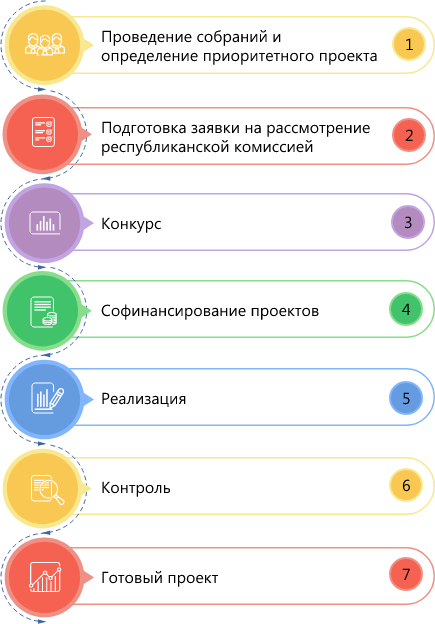 Проведение собраний и
определение приоритетного проекта
1
Подготовка заявки на рассмотрение
республиканской комиссией
2
Конкурс
3
Софинансирование проектов
4
Реализация
5
Контроль
6
Готовый проект
7